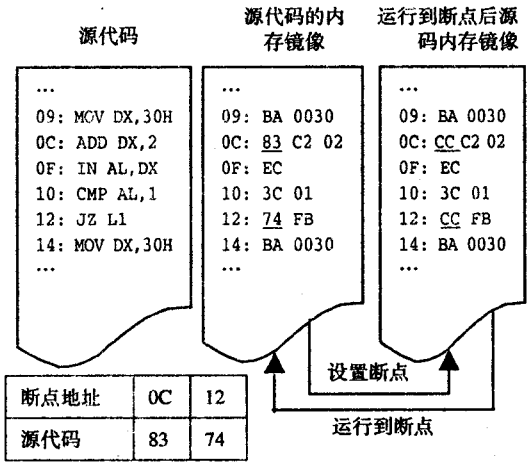 源代码
源代码的内
存镜像
运行到断点后源
码内存镜像
...
09: MOV DX,30H
0C: ADD DX,2
0F: IN AL,DX
10: CMP AL,1
12: JZ L1
14: MOV DX,30H
...
...
09: BA 0030
0C: 83 C2 02
0F: EC
10: 3C 01
12: 74 FB
14: BA 0030
...
...
09: BA 0030
0C: CC C2 02
0F: EC
10: 3C 01
12: CC FB
14: BA 0030
...
设置断点
运行到断点
断点地址 0C 12
源代码 83 74